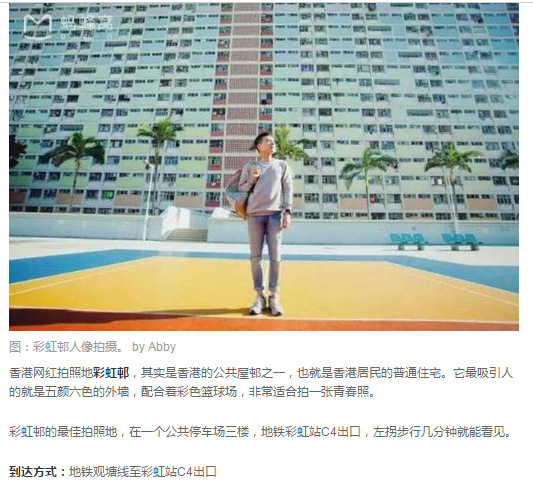 蚂蜂窝
图：彩虹邨人像拍摄。 by Abby
香港网红拍照地彩虹邨，其实是香港的公共屋邨之一，也就是香港居民的普通住宅。它最吸引人
的就是五颜六色的外墙，配合着彩色篮球场，非常适合拍一张青春照。
彩虹邨的最佳拍照地，在一个公共停车场三楼，地铁彩虹站C4出口，左拐步行几分钟就能看见。
到达方式：地铁观塘线至彩虹站C4出口